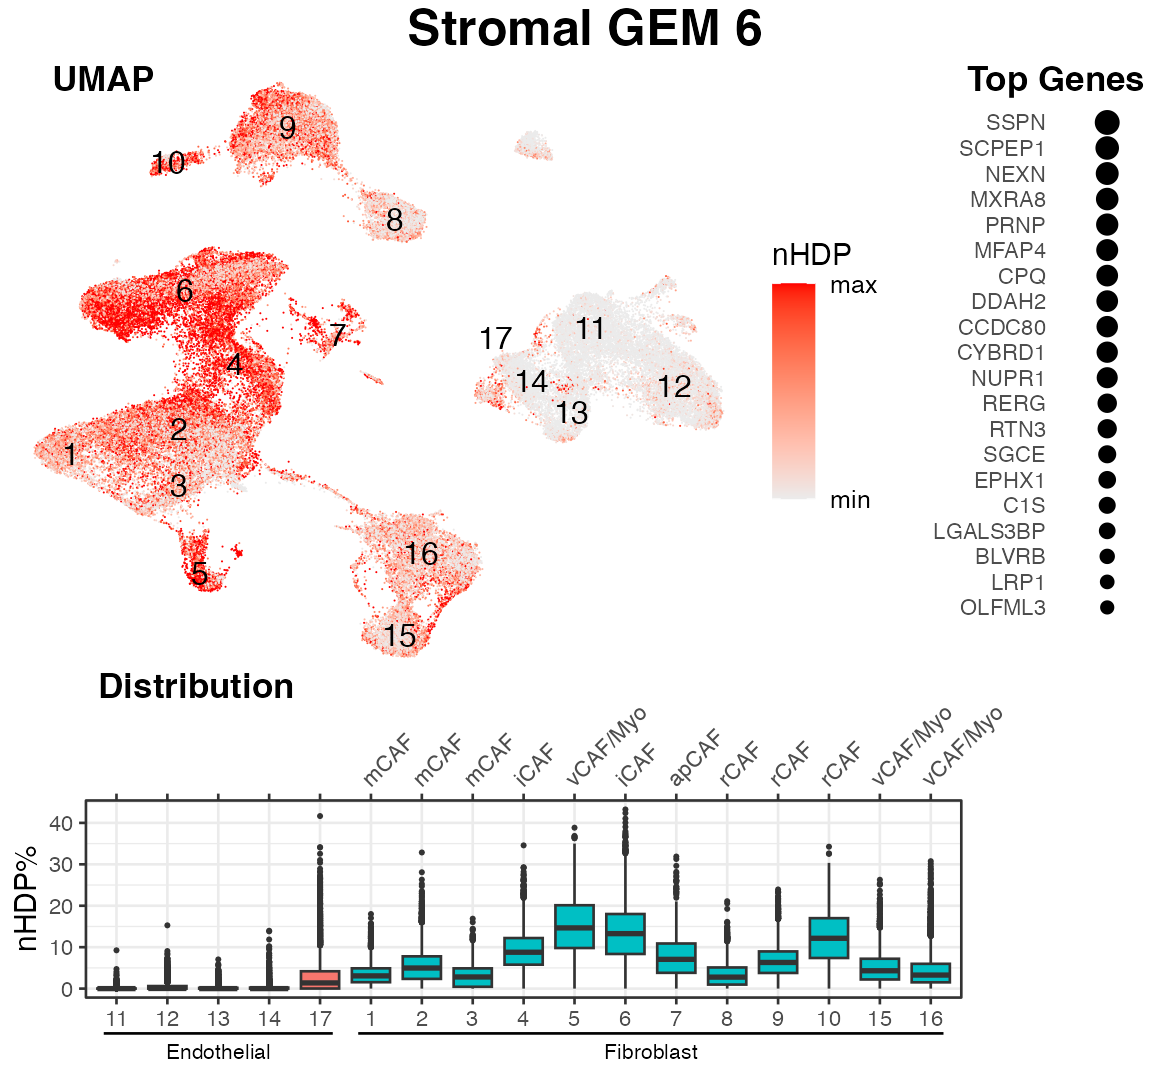 Stromal GEM 6
UMAP
9
10
8
6
7
4
2
1
3
5
16
15
17
11
14
12
13
nHDP
max
min
Top Genes
SSPN
SCPEP1
NEXN
MXRA8
PRNP
MFAP4
CPQ
DDAH2
CCDC80
CYBRD1
NUPR1
RERG
RTN3
SGCE
EPHX1
C1S
LGALS3BP
BLVRB
LRP1
OLFML3
Distribution
mCAF mCAF mCAF iCAF vCAF/Myo iCAF apCAF rCAF rCAF rCAF vCAF/Myo vCAF/Myo
nHDP%
40
30
20
10
0
11 12 13 14 17 1 2 3 4 5 6 7 8 9 10 15 16
Endothelial Fibroblast